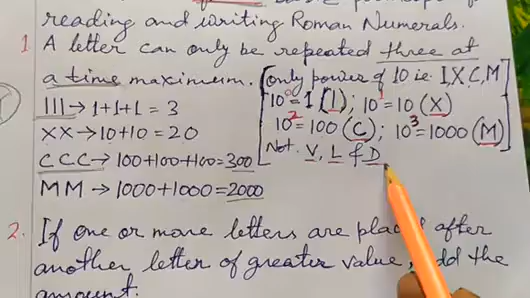 reading and writing Roman Numerals.
1. A letter can only be repeated three at
a time maximum. [only power of 10 i.e. I, X, C, M
III → 1+1+1 = 3
10⁰ = 1 (I); 10¹ = 10 (X)
XX → 10+10 = 20
10² = 100 (C); 10³ = 1000 (M)]
CCC → 100+100+100 = 300
Not V, L & D
MM → 1000+1000 = 2000
2. If one or more letters are placed after
another letter of greater value, add the
amount.